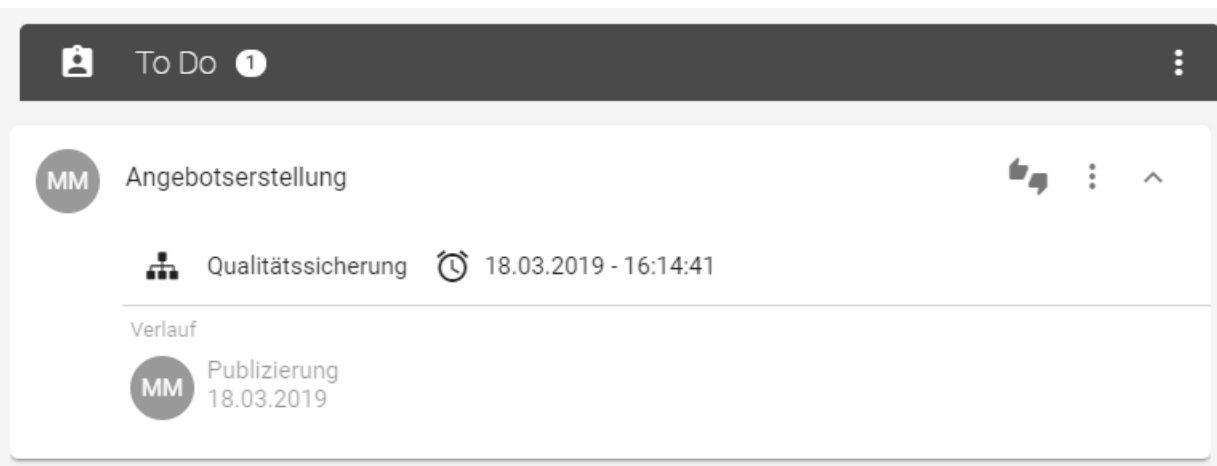 To Do 1
MM Angebotserstellung
Qualitätssicherung 18.03.2019 - 16:14:41
Verlauf
MM Publizierung
18.03.2019